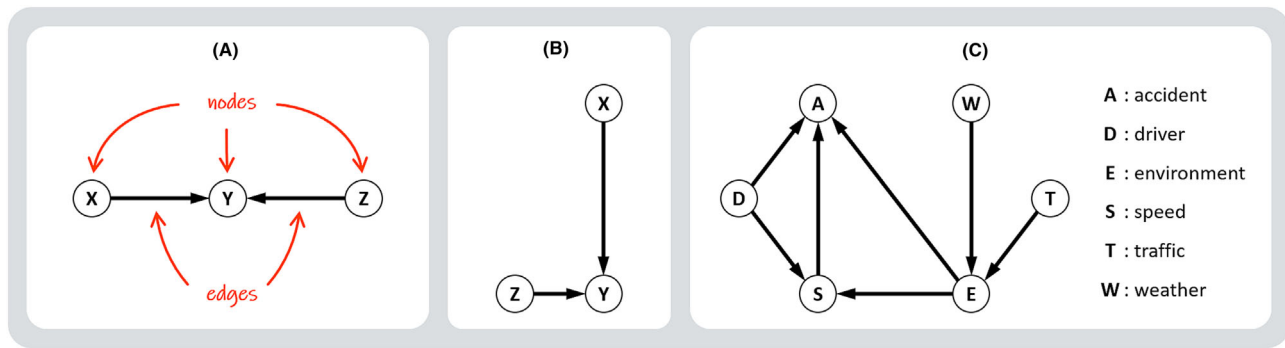 (A)
nodes
X
Y
Z
edges
(B)
X
Z
Y
(C)
A
W
D
T
S
E
A : accident
D : driver
E : environment
S : speed
T : traffic
W : weather